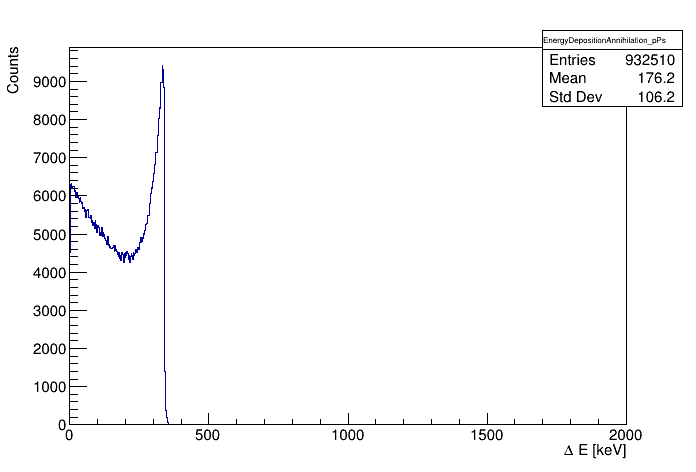 EnergyDepositionAnnihilation_pPs
Entries 932510
Mean 176.2
Std Dev 106.2
Counts
9000
8000
7000
6000
5000
4000
3000
2000
1000
0
0 500 1000 1500 2000
Δ E [keV]